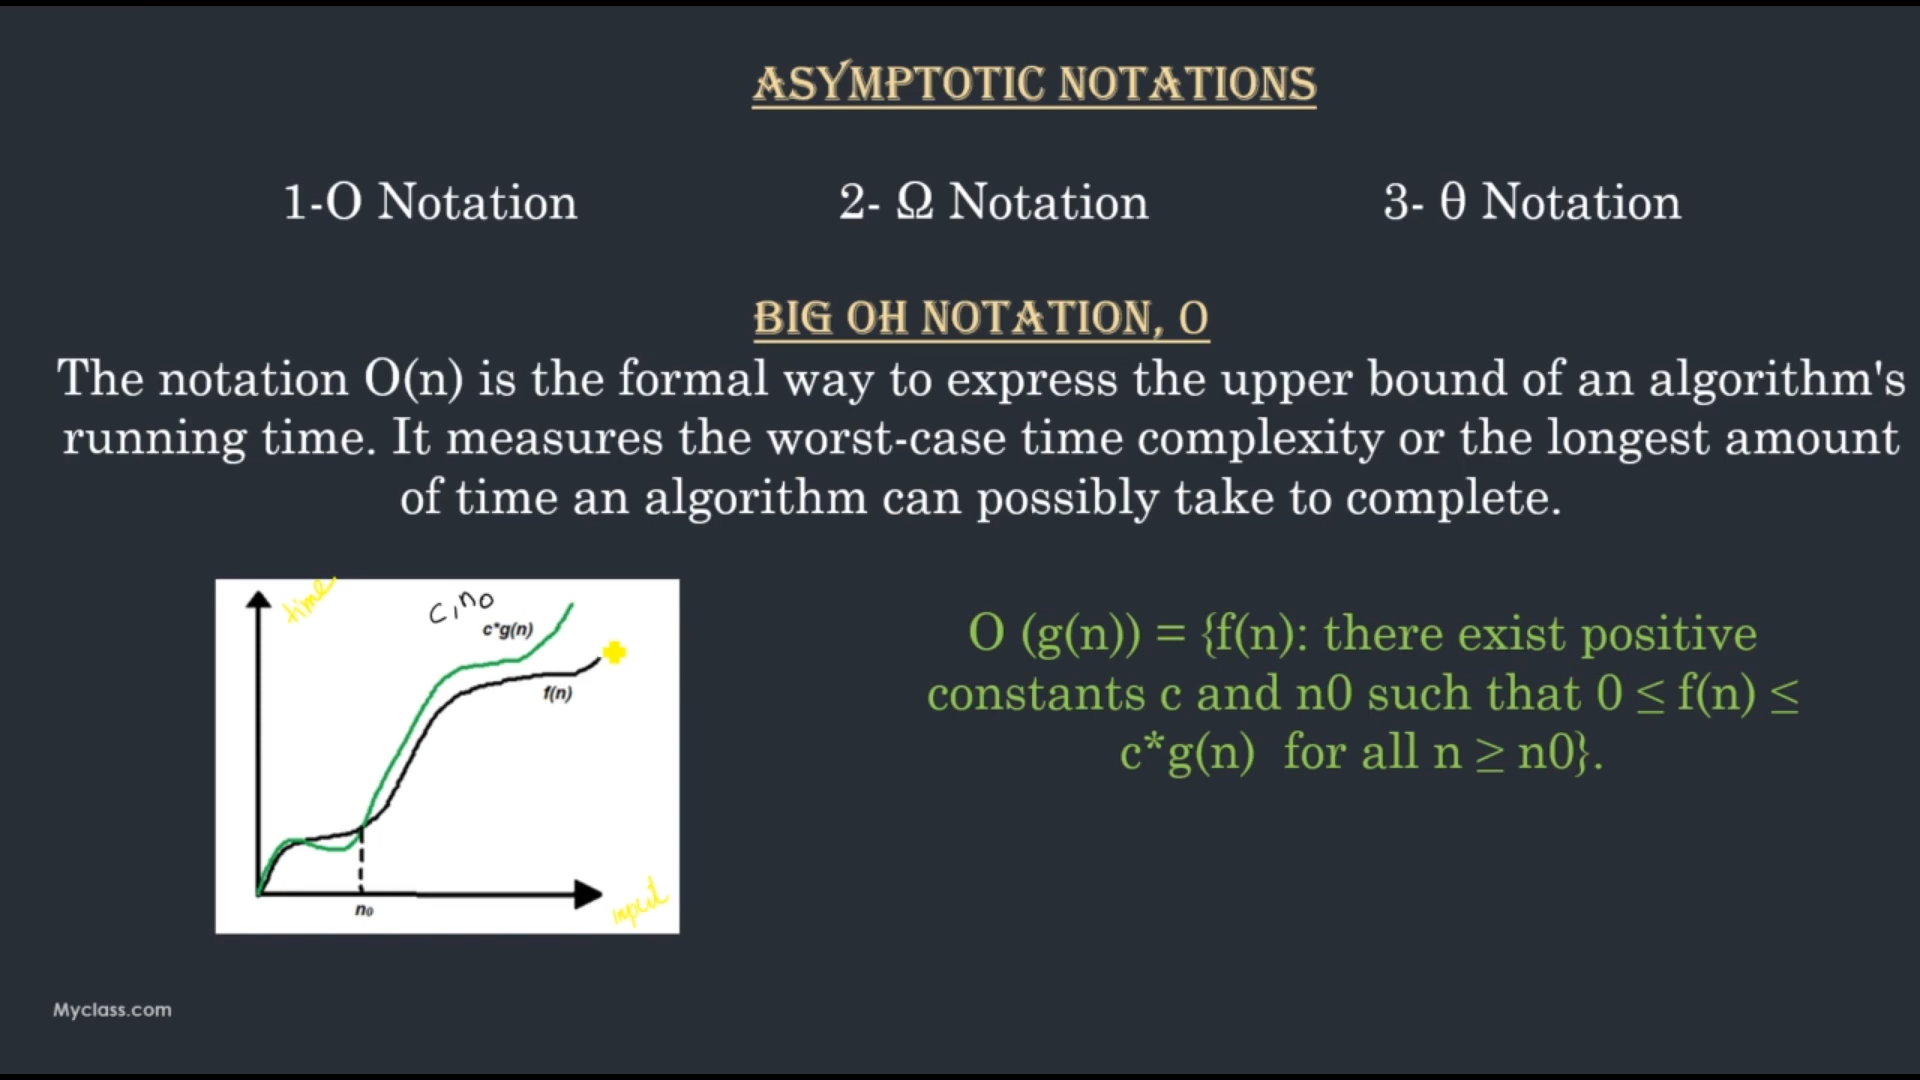 ASYMPTOTIC NOTATIONS
1-O Notation 2- Ω Notation 3- θ Notation
BIG OH NOTATION, O
The notation O(n) is the formal way to express the upper bound of an algorithm's
running time. It measures the worst-case time complexity or the longest amount
of time an algorithm can possibly take to complete.
time
C, n0
c*g(n)
f(n)
n0
input
O (g(n)) = {f(n): there exist positive
constants c and n0 such that 0 ≤ f(n) ≤
c*g(n) for all n ≥ n0}.
Myclass.com